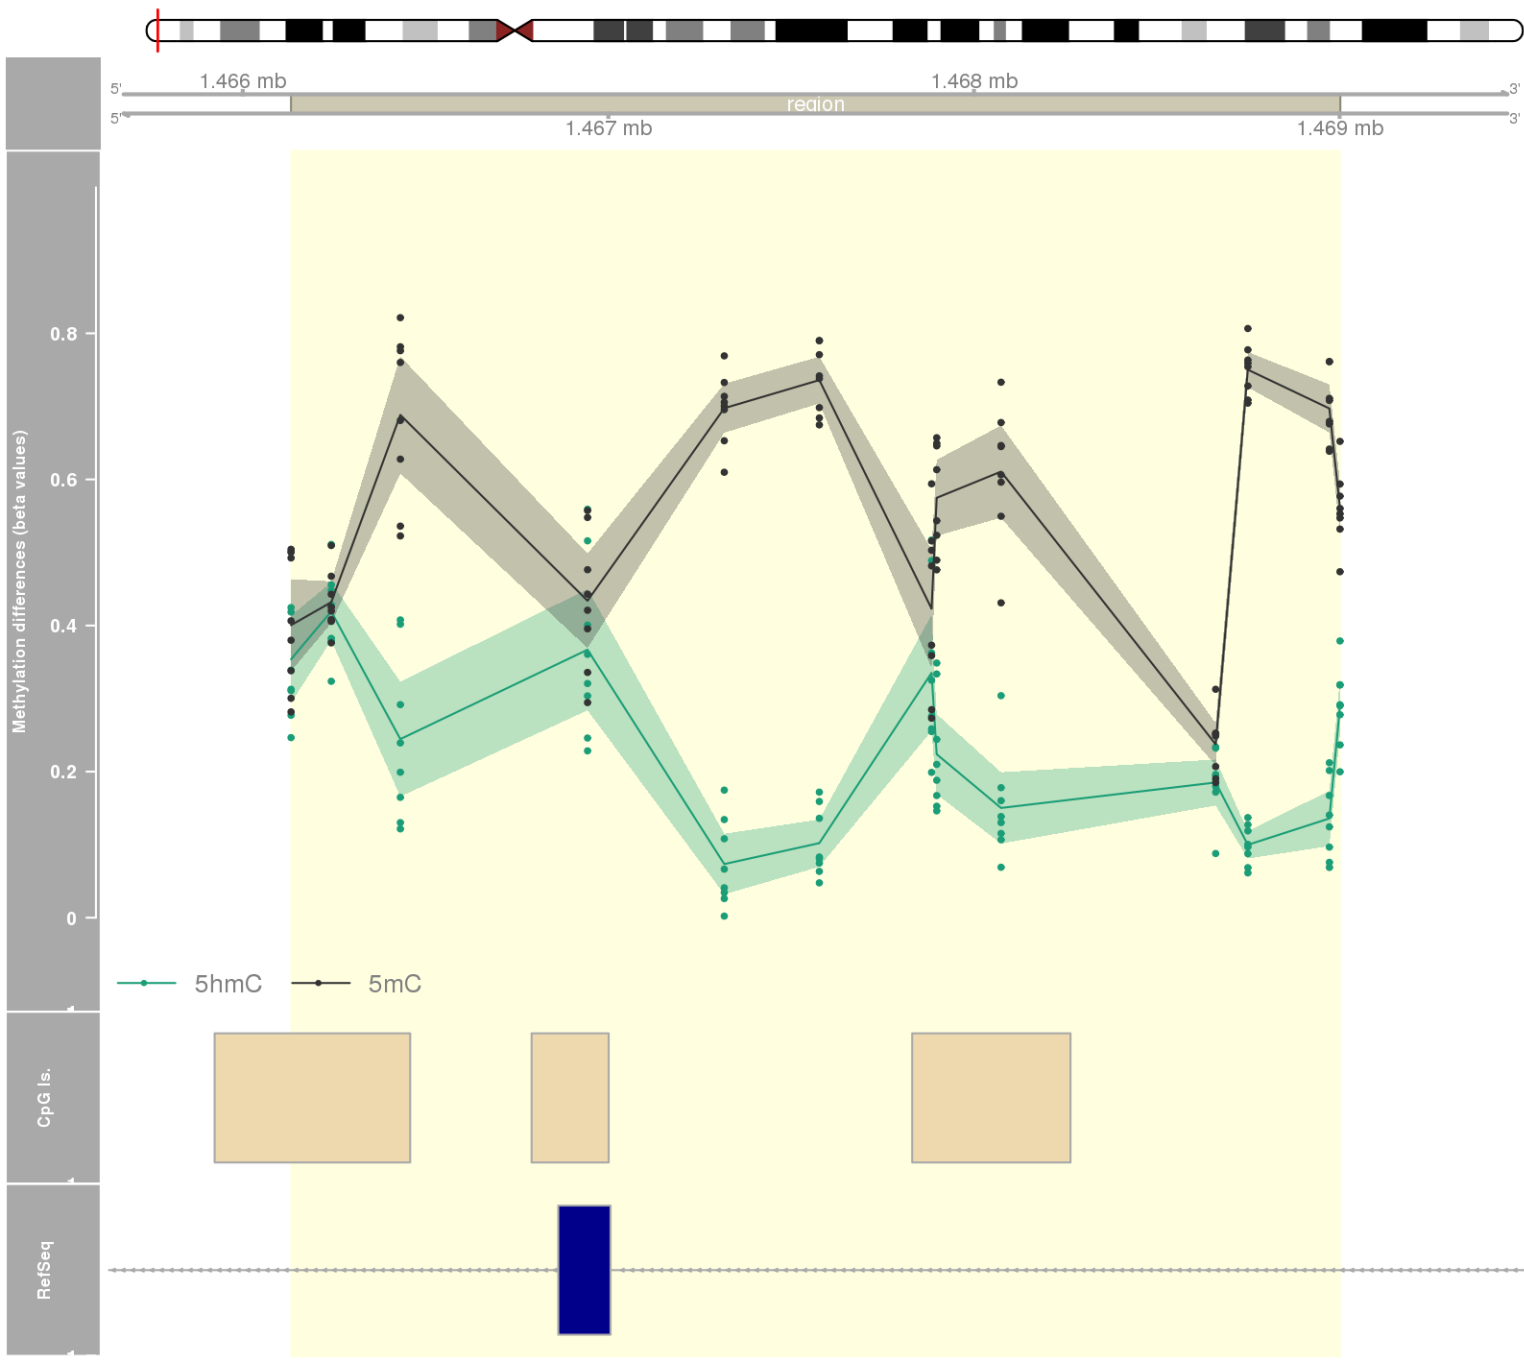 1.466 mb
1.468 mb
5'
3'
region
5'
3'
1.467 mb
1.469 mb
Methylation differences (beta values)
0.8
0.6
0.4
0.2
0
5hmC
5mC
CpG Is.
RefSeq